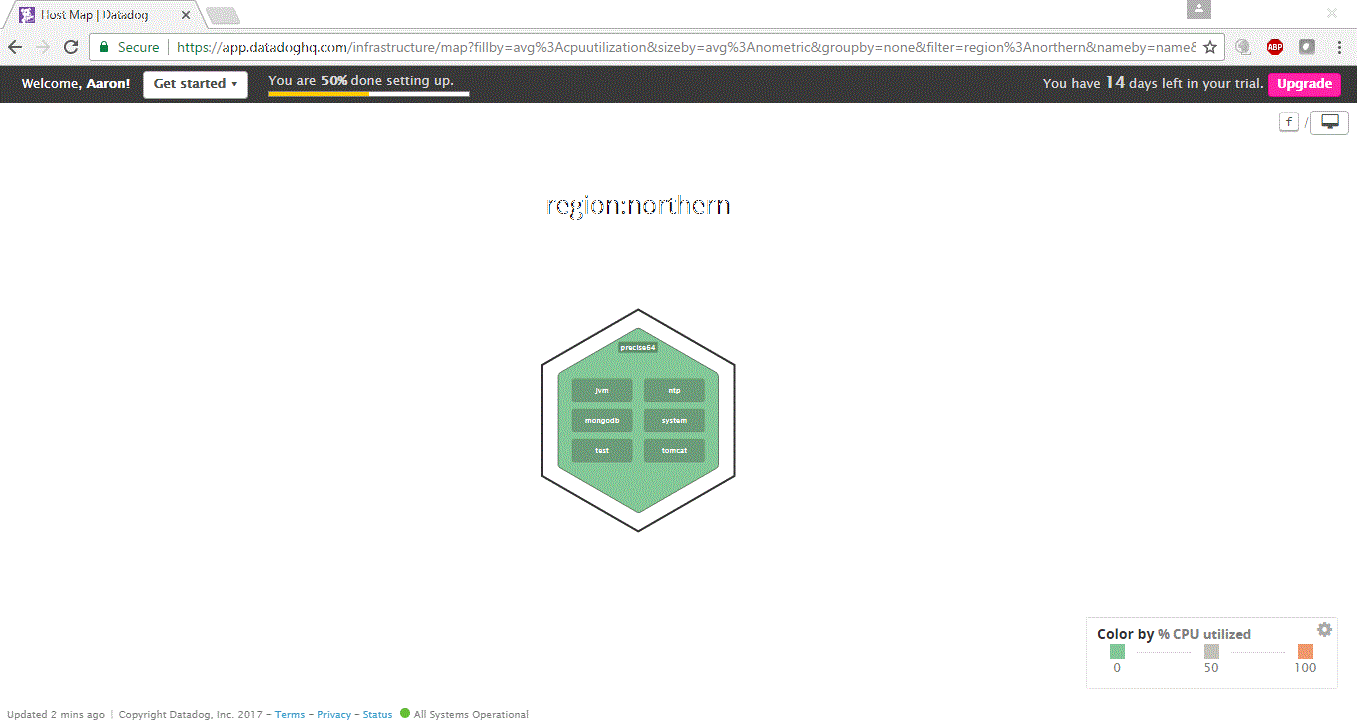 Host Map | Datadog
Secure https://app.datadoghq.com/infrastructure/map?fillby=avg%3Acpuutilization&sizeby=avg%3Anometric&groupby=none&filter=region%3Anorthern&nameby=name&
ABP
Welcome, Aaron! Get started You are 50% done setting up. You have 14 days left in your trial. Upgrade
f /
region:northern
precise64
jvm ntp
mongodb system
test tomcat
Color by % CPU utilized
0 50 100
Updated 2 mins ago | Copyright Datadog, Inc. 2017 - Terms - Privacy - Status All Systems Operational